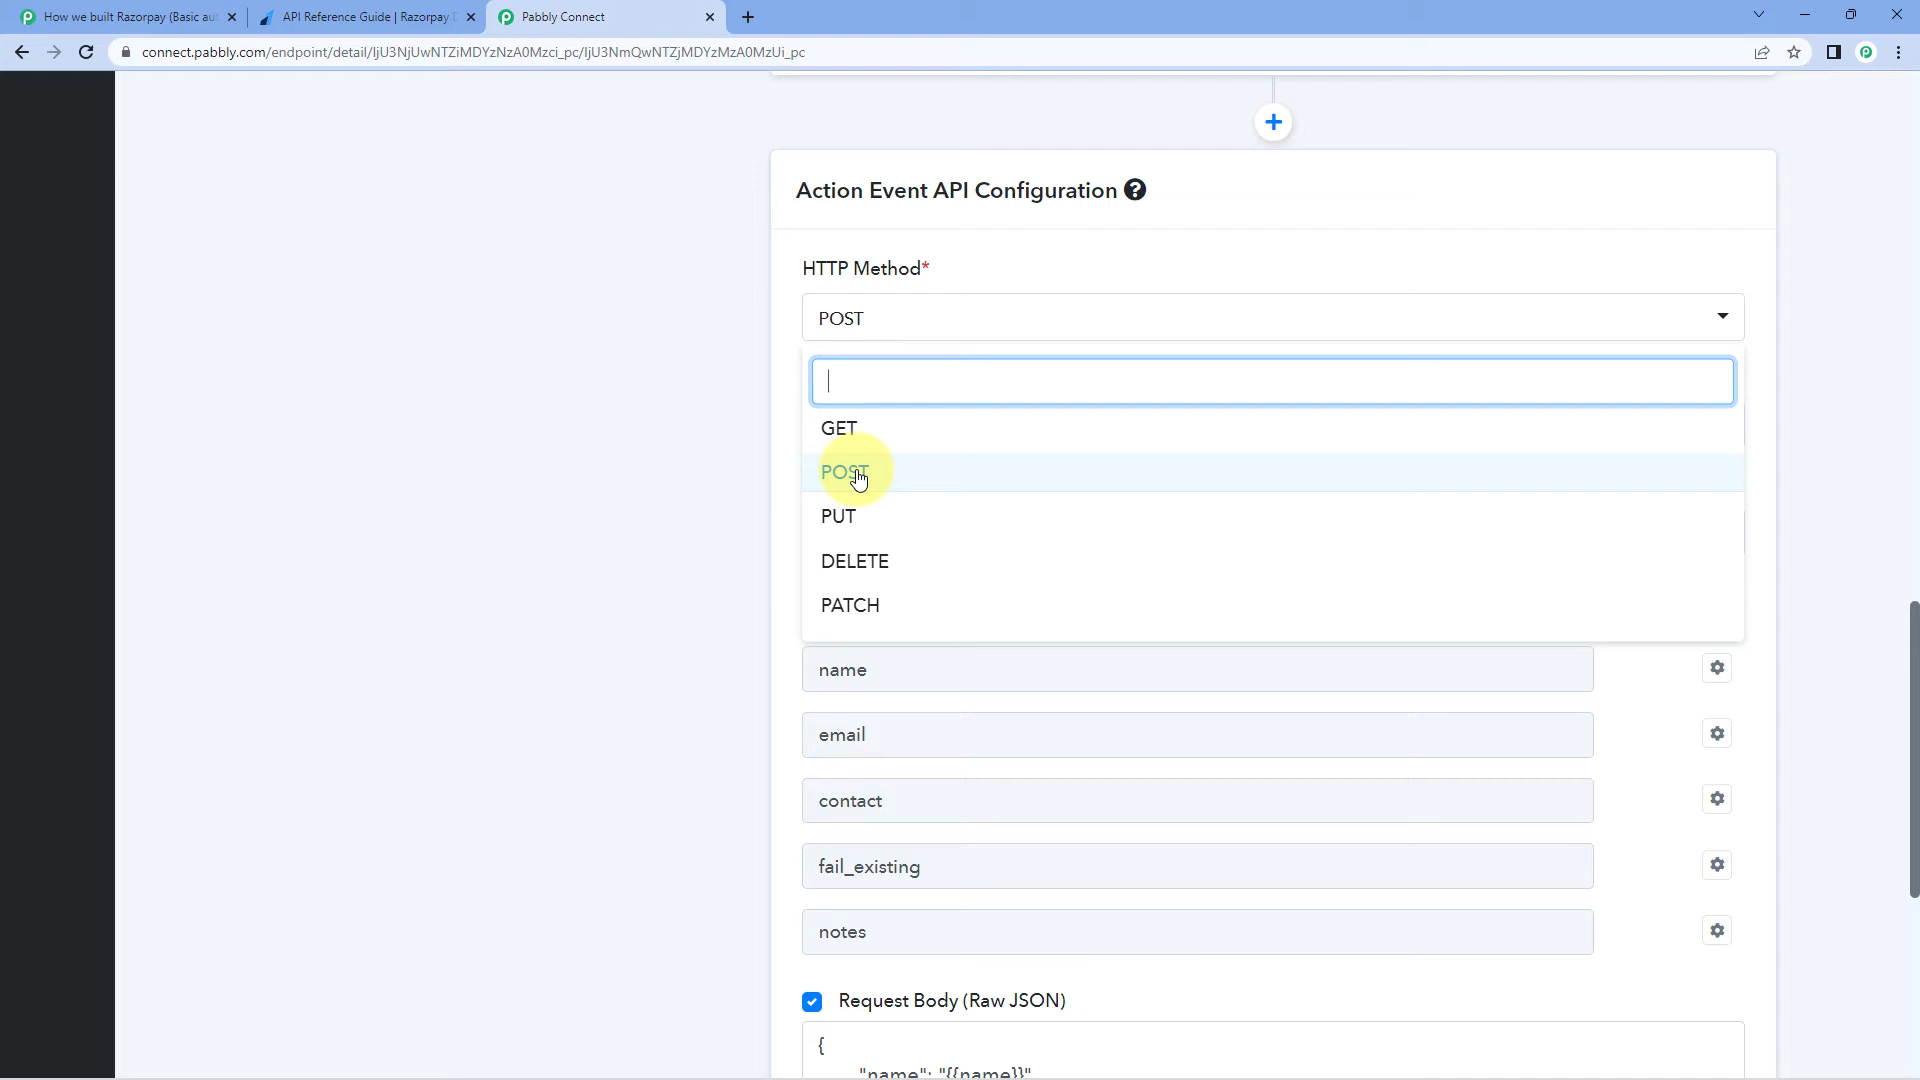 How we built Razorpay (Basic au
API Reference Guide | Razorpay D
Pabbly Connect
connect.pabbly.com/endpoint/detail/IjU3NjUwNTZiMDYzNzA0Mzci_pc/IjU3NmQwNTZjMDYzMzA0MzUi_pc
Action Event API Configuration
HTTP Method*
POST
GET
POST
PUT
DELETE
PATCH
name
email
contact
fail_existing
notes
Request Body (Raw JSON)
{
"name": "{{name}}"